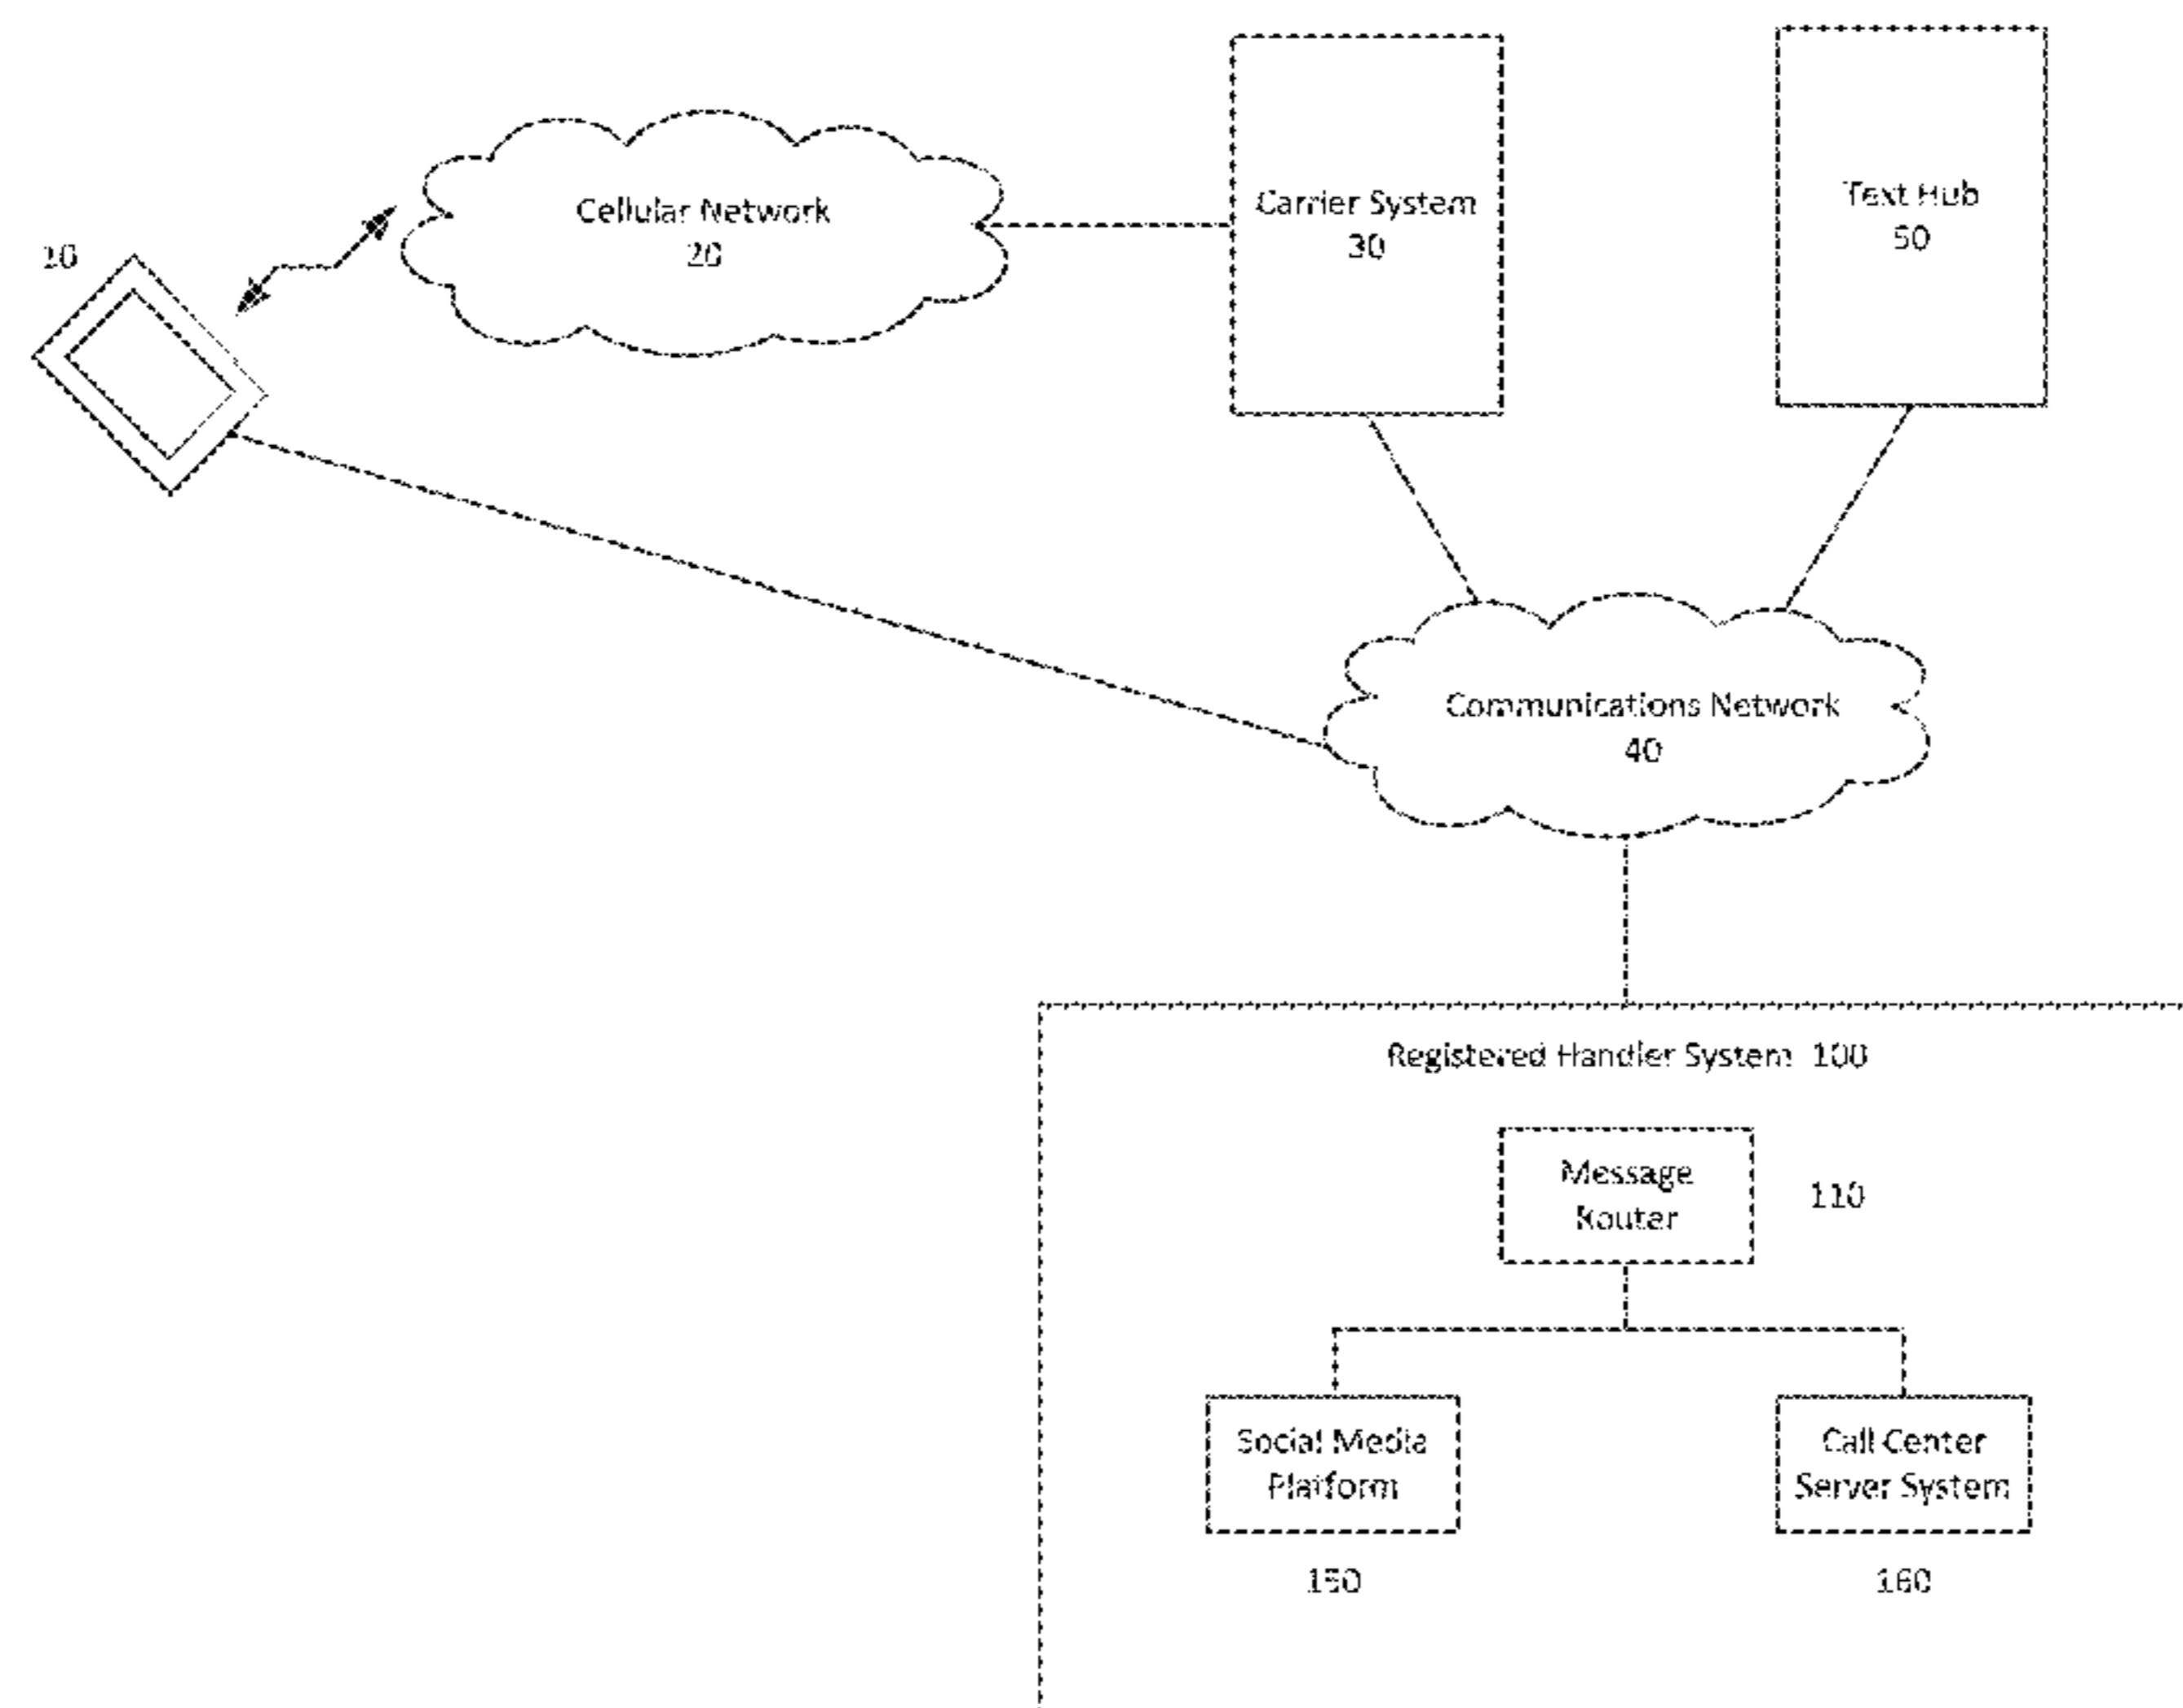 10
Cellular Network
20
Carrier System
30
Text Hub
50
Communications Network
40
Registered Handler System 100
Message
Router
110
Social Media
Platform
150
Call Center
Server System
160